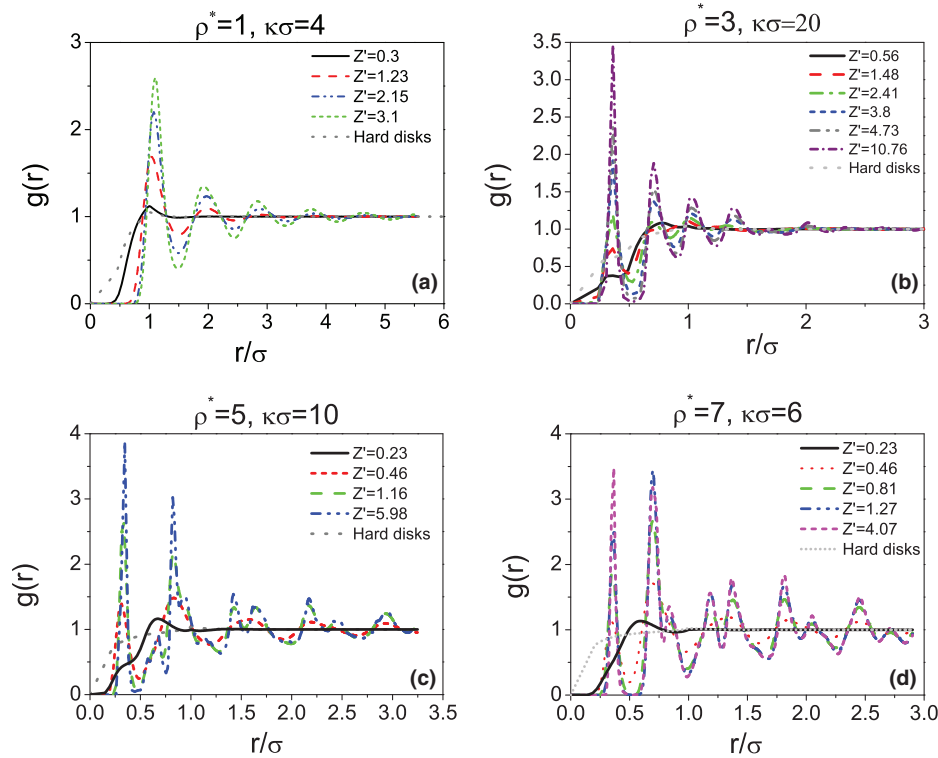 ρ*=1, κσ=4
g(r)
3
2
1
0
Z'=0.3
Z'=1.23
Z'=2.15
Z'=3.1
Hard disks
(a)
0 1 2 3 4 5 6
r/σ
ρ*=3, κσ=20
g(r)
3.5
3.0
2.5
2.0
1.5
1.0
0.5
0.0
Z'=0.56
Z'=1.48
Z'=2.41
Z'=3.8
Z'=4.73
Z'=10.76
Hard disks
(b)
0 1 2 3
r/σ
ρ*=5, κσ=10
g(r)
4
3
2
1
0
Z'=0.23
Z'=0.46
Z'=1.16
Z'=5.98
Hard disks
(c)
0.0 0.5 1.0 1.5 2.0 2.5 3.0 3.5
r/σ
ρ*=7, κσ=6
g(r)
4
3
2
1
0
Z'=0.23
Z'=0.46
Z'=0.81
Z'=1.27
Z'=4.07
Hard disks
(d)
0.0 0.5 1.0 1.5 2.0 2.5 3.0
r/σ